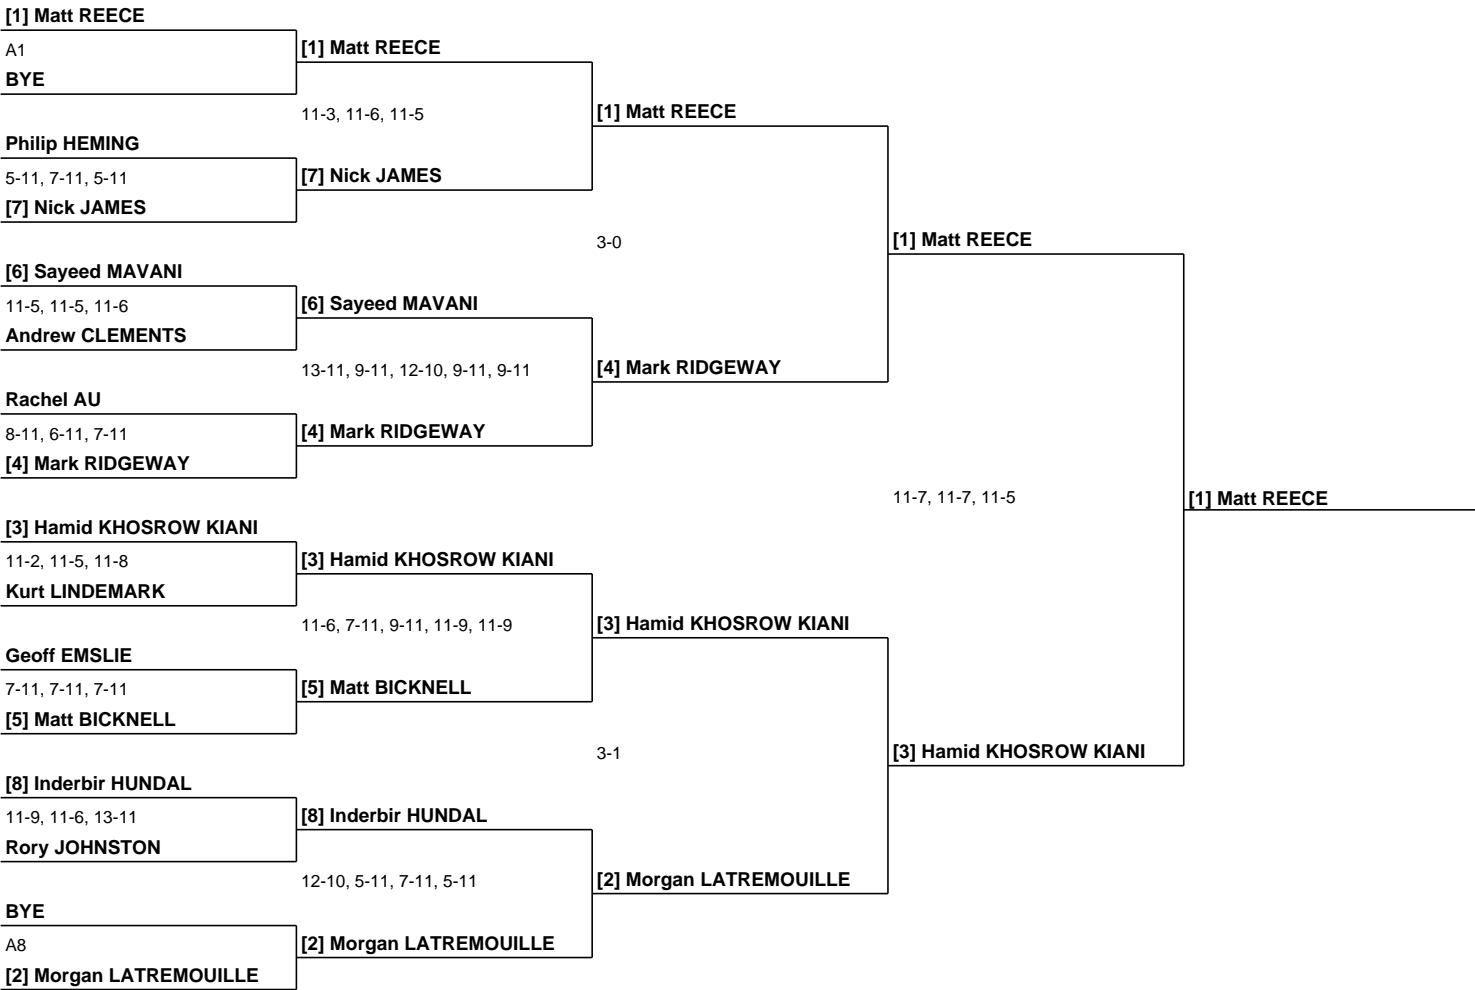 [1] Matt REECE
A1
[1] Matt REECE
BYE
11-3, 11-6, 11-5
[1] Matt REECE
Philip HEMING
5-11, 7-11, 5-11
[7] Nick JAMES
[7] Nick JAMES
3-0
[1] Matt REECE
[6] Sayeed MAVANI
11-5, 11-5, 11-6
[6] Sayeed MAVANI
Andrew CLEMENTS
13-11, 9-11, 12-10, 9-11, 9-11
[4] Mark RIDGEWAY
Rachel AU
8-11, 6-11, 7-11
[4] Mark RIDGEWAY
[4] Mark RIDGEWAY
11-7, 11-7, 11-5
[1] Matt REECE
[3] Hamid KHOSROW KIANI
11-2, 11-5, 11-8
[3] Hamid KHOSROW KIANI
Kurt LINDEMARK
11-6, 7-11, 9-11, 11-9, 11-9
[3] Hamid KHOSROW KIANI
Geoff EMSLIE
7-11, 7-11, 7-11
[5] Matt BICKNELL
[5] Matt BICKNELL
3-1
[3] Hamid KHOSROW KIANI
[8] Inderbir HUNDAL
11-9, 11-6, 13-11
[8] Inderbir HUNDAL
Rory JOHNSTON
12-10, 5-11, 7-11, 5-11
[2] Morgan LATREMOUILLE
BYE
A8
[2] Morgan LATREMOUILLE
[2] Morgan LATREMOUILLE